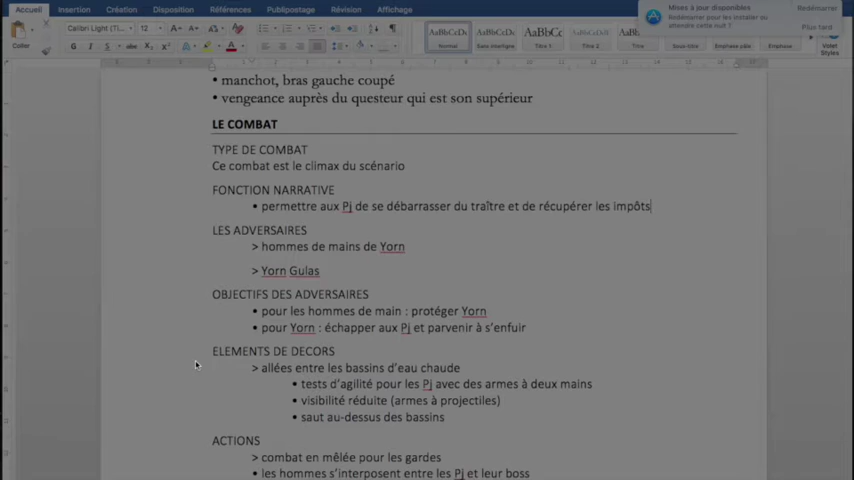 Accueil Insertion Création Disposition Références Publipostage Révision Affichage
Mises à jour disponibles
Redémarrer pour les installer ou
attendre cette nuit ?
Redémarrer
Plus tard
Coller
Calibri Light (T... 12
AaBbCcDc AaBbCcDc AaBbC AaBbCcD AaBb
Normal Sans interligne Titre 1 Titre 2 Titre Sous-titre Emphase pâle Emphase
Volet
Styles
• manchot, bras gauche coupé
• vengeance auprès du questeur qui est son supérieur
LE COMBAT
TYPE DE COMBAT
Ce combat est le climax du scénario
FONCTION NARRATIVE
• permettre aux Pj de se débarrasser du traître et de récupérer les impôts
LES ADVERSAIRES
> hommes de mains de Yorn
> Yorn Gulas
OBJECTIFS DES ADVERSAIRES
• pour les hommes de main : protéger Yorn
• pour Yorn : échapper aux Pj et parvenir à s’enfuir
ELEMENTS DE DECORS
> allées entre les bassins d’eau chaude
• tests d’agilité pour les Pj avec des armes à deux mains
• visibilité réduite (armes à projectiles)
• saut au-dessus des bassins
ACTIONS
> combat en mêlée pour les gardes
• les hommes s’interposent entre les Pj et leur boss